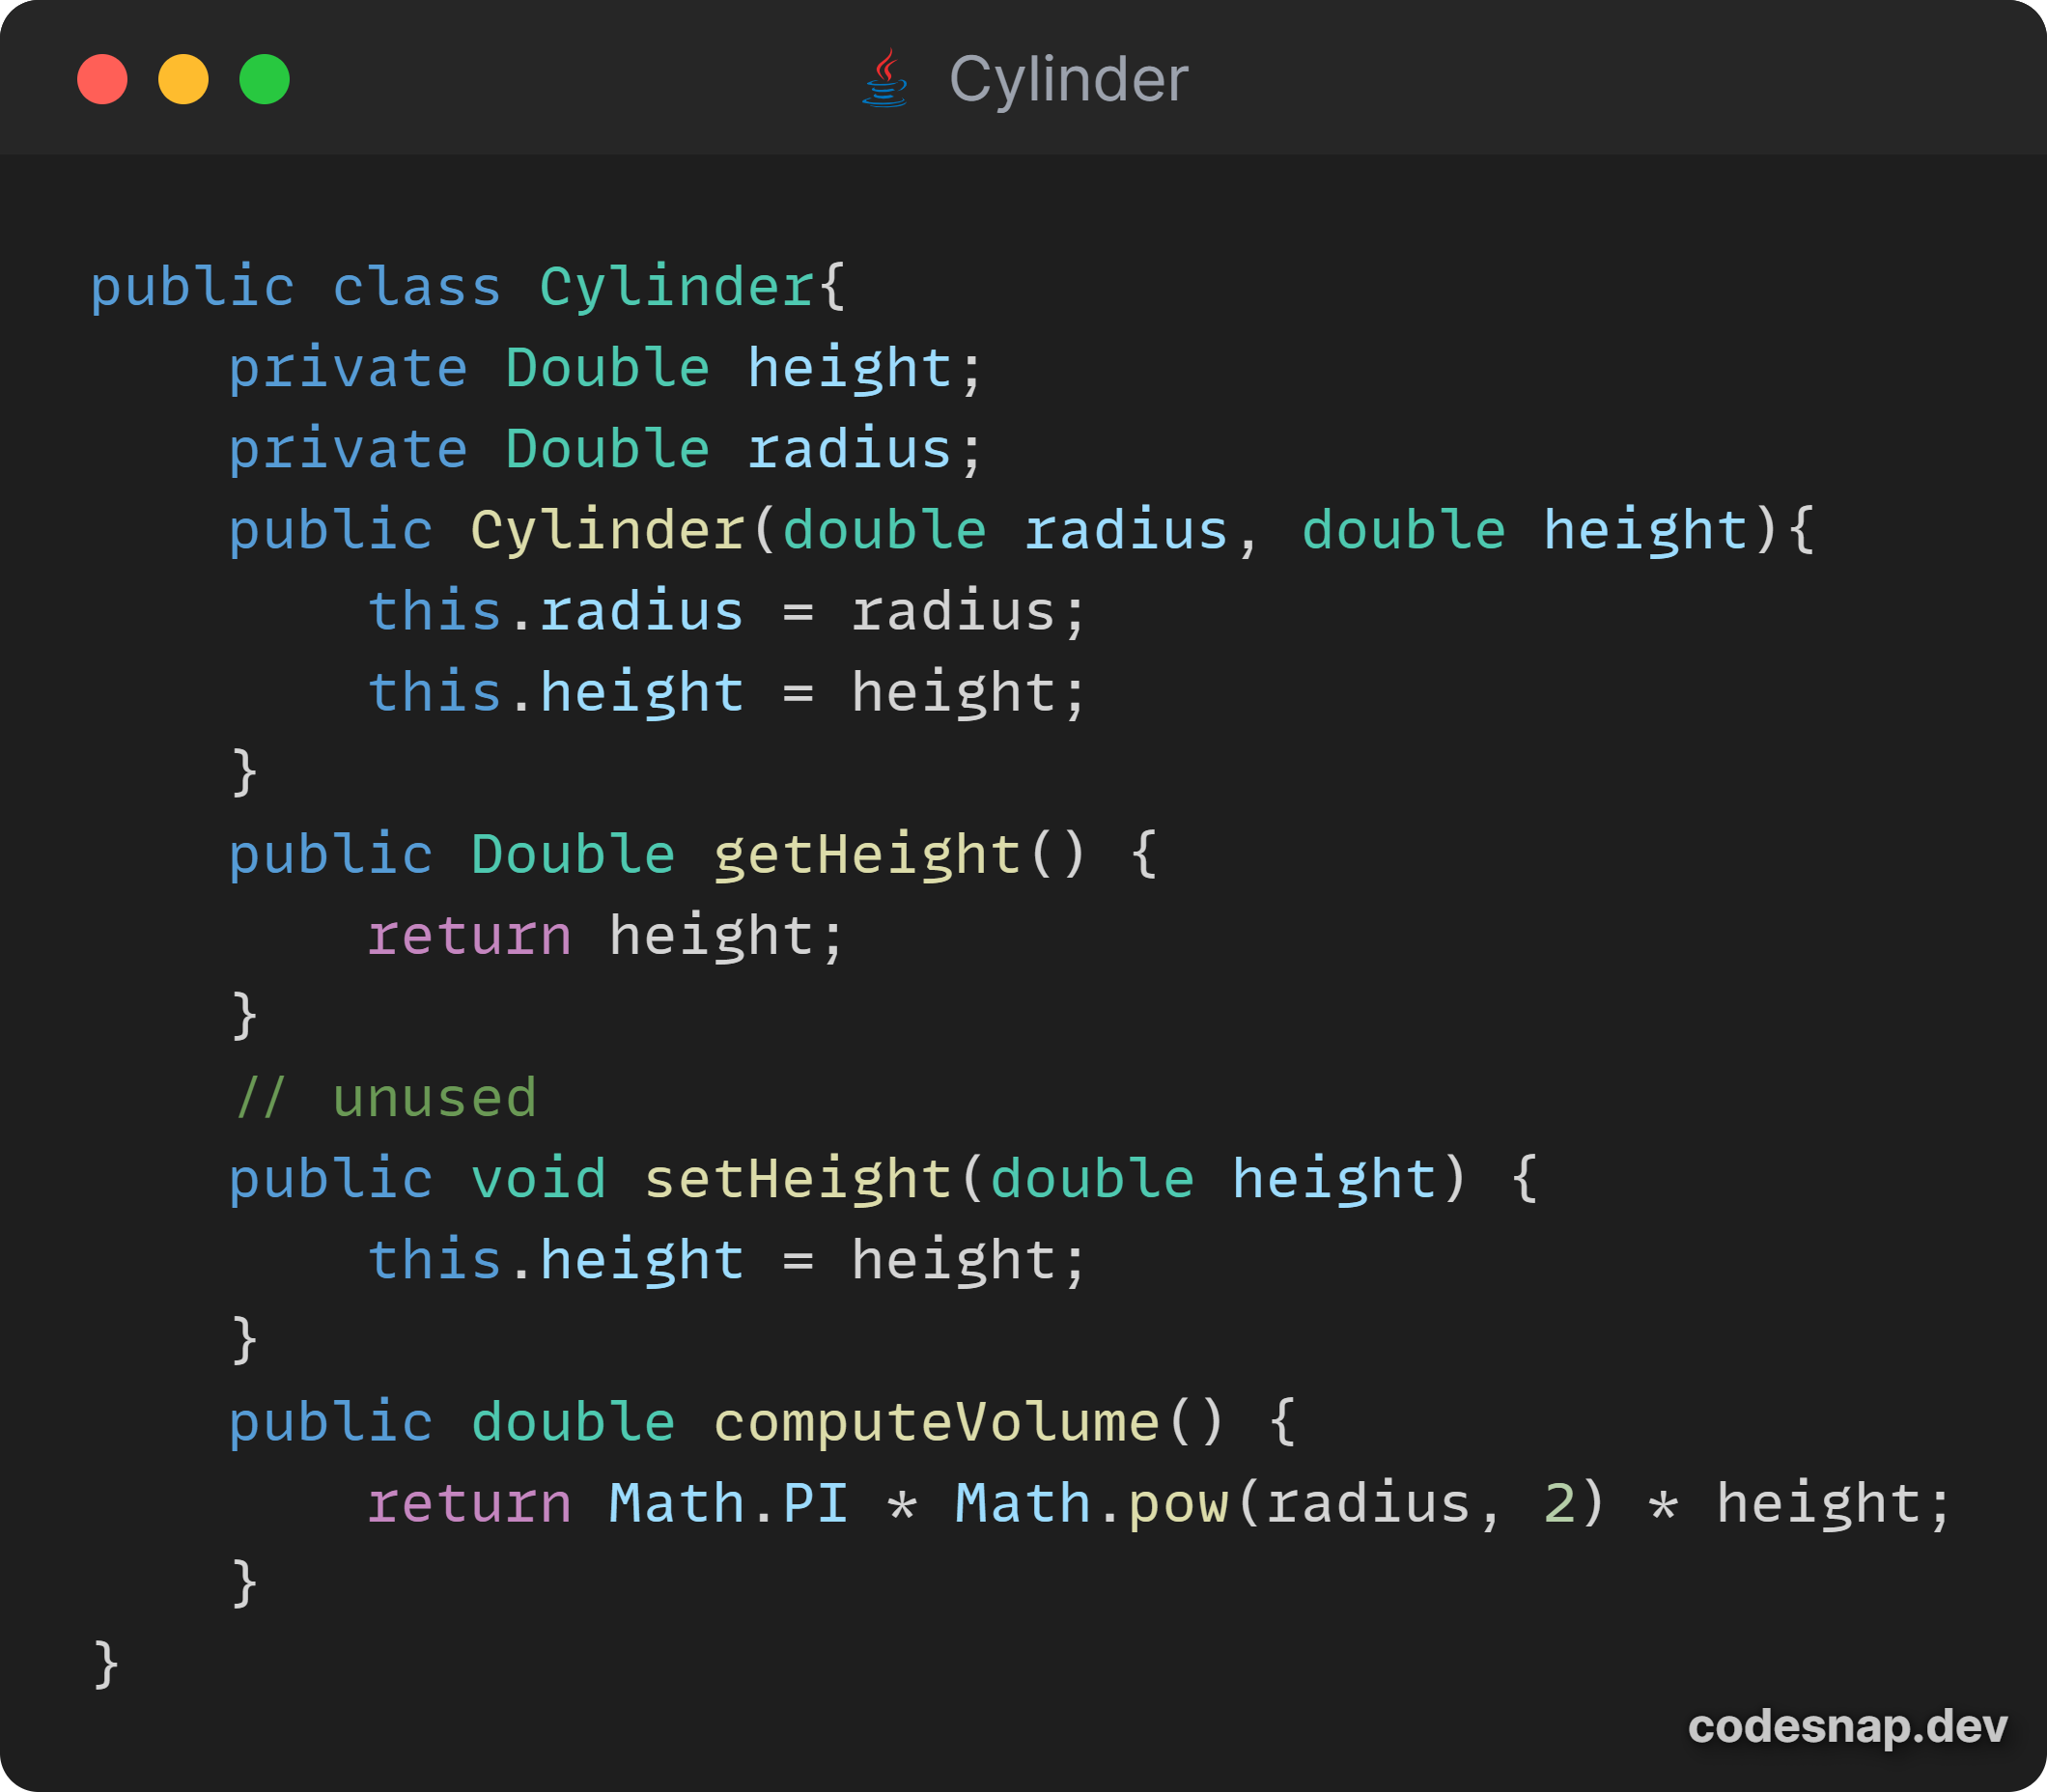 Cylinder
public class Cylinder{
    private Double height;
    private Double radius;
    public Cylinder(double radius, double height){
        this.radius = radius;
        this.height = height;
    }
    public Double getHeight() {
        return height;
    }
    // unused
    public void setHeight(double height) {
        this.height = height;
    }
    public double computeVolume() {
        return Math.PI * Math.pow(radius, 2) * height;
    }
}
codesnap.dev